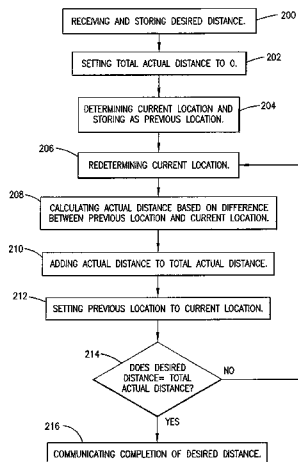 RECEIVING AND STORING DESIRED DISTANCE.
200
SETTING TOTAL ACTUAL DISTANCE TO 0.
202
DETERMINING CURRENT LOCATION AND
STORING AS PREVIOUS LOCATION.
204
206
REDETERMINING CURRENT LOCATION.
208
CALCULATING ACTUAL DISTANCE BASED ON DIFFERENCE
BETWEEN PREVIOUS LOCATION AND CURRENT LOCATION.
210
ADDING ACTUAL DISTANCE TO TOTAL ACTUAL DISTANCE.
212
SETTING PREVIOUS LOCATION TO CURRENT LOCATION.
214
DOES DESIRED
DISTANCE= TOTAL
ACTUAL DISTANCE?
NO
YES
216
COMMUNICATING COMPLETION OF DESIRED DISTANCE.